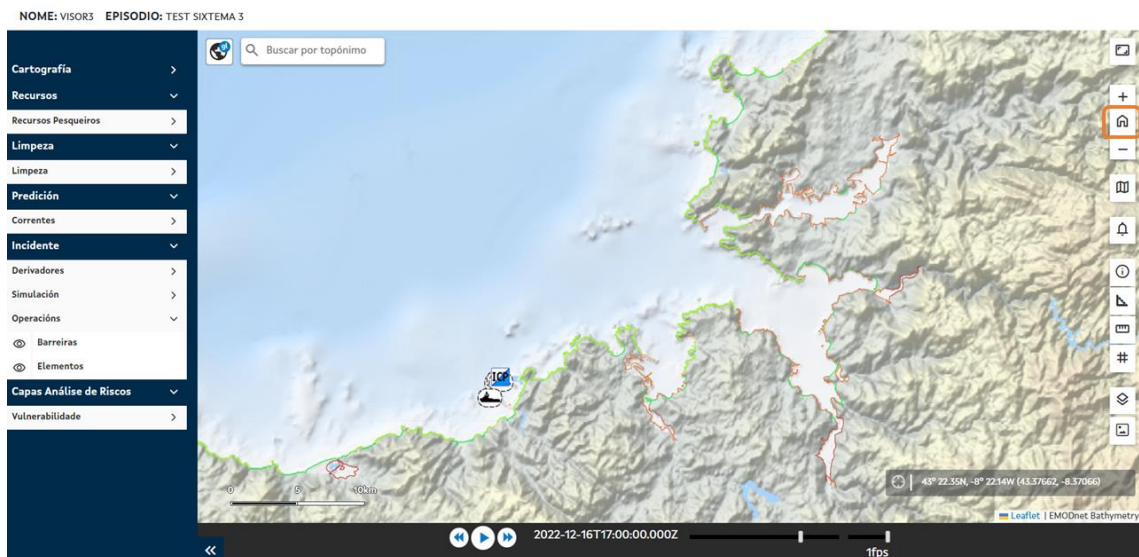 NOME: VISOR3 EPISODIO: TEST SIXTEMA 3
Buscar por topónimo
Cartografía
Recursos
Recursos Pesqueiros
Limpeza
Limpeza
Predición
Correntes
Incidente
Derivadores
Simulación
Operacións
Barreiras
Elementos
Capas Análise de Riscos
Vulnerabilidade
ICP
0 5 10km
43° 22.35N, -8° 22.14W (43.37662, -8.37066)
Leaflet | EMODnet Bathymetry
2022-12-16T17:00:00.000Z
1fps